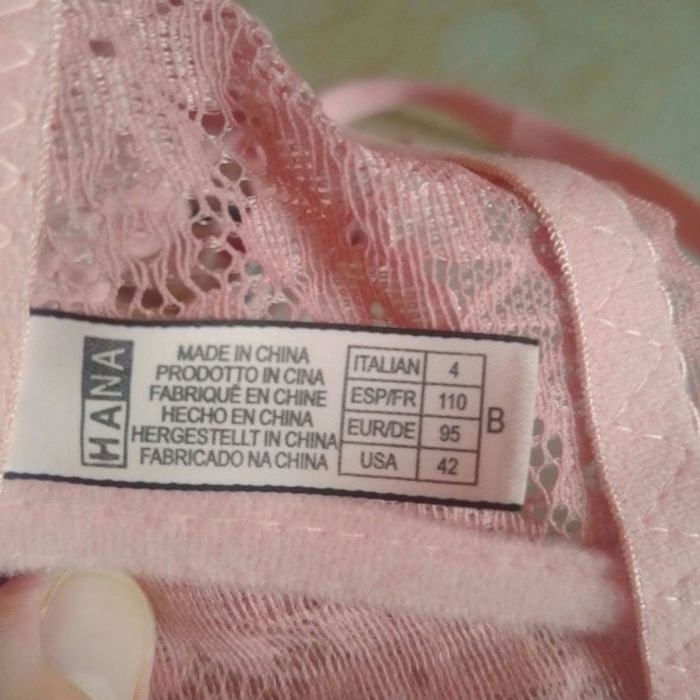 HANA
MADE IN CHINA
PRODOTTO IN CINA
FABRIQUÉ EN CHINE
HECHO EN CHINA
HERGESTELLT IN CHINA
FABRICADO NA CHINA
ITALIAN 4
ESP/FR 110
EUR/DE 95
USA 42
B